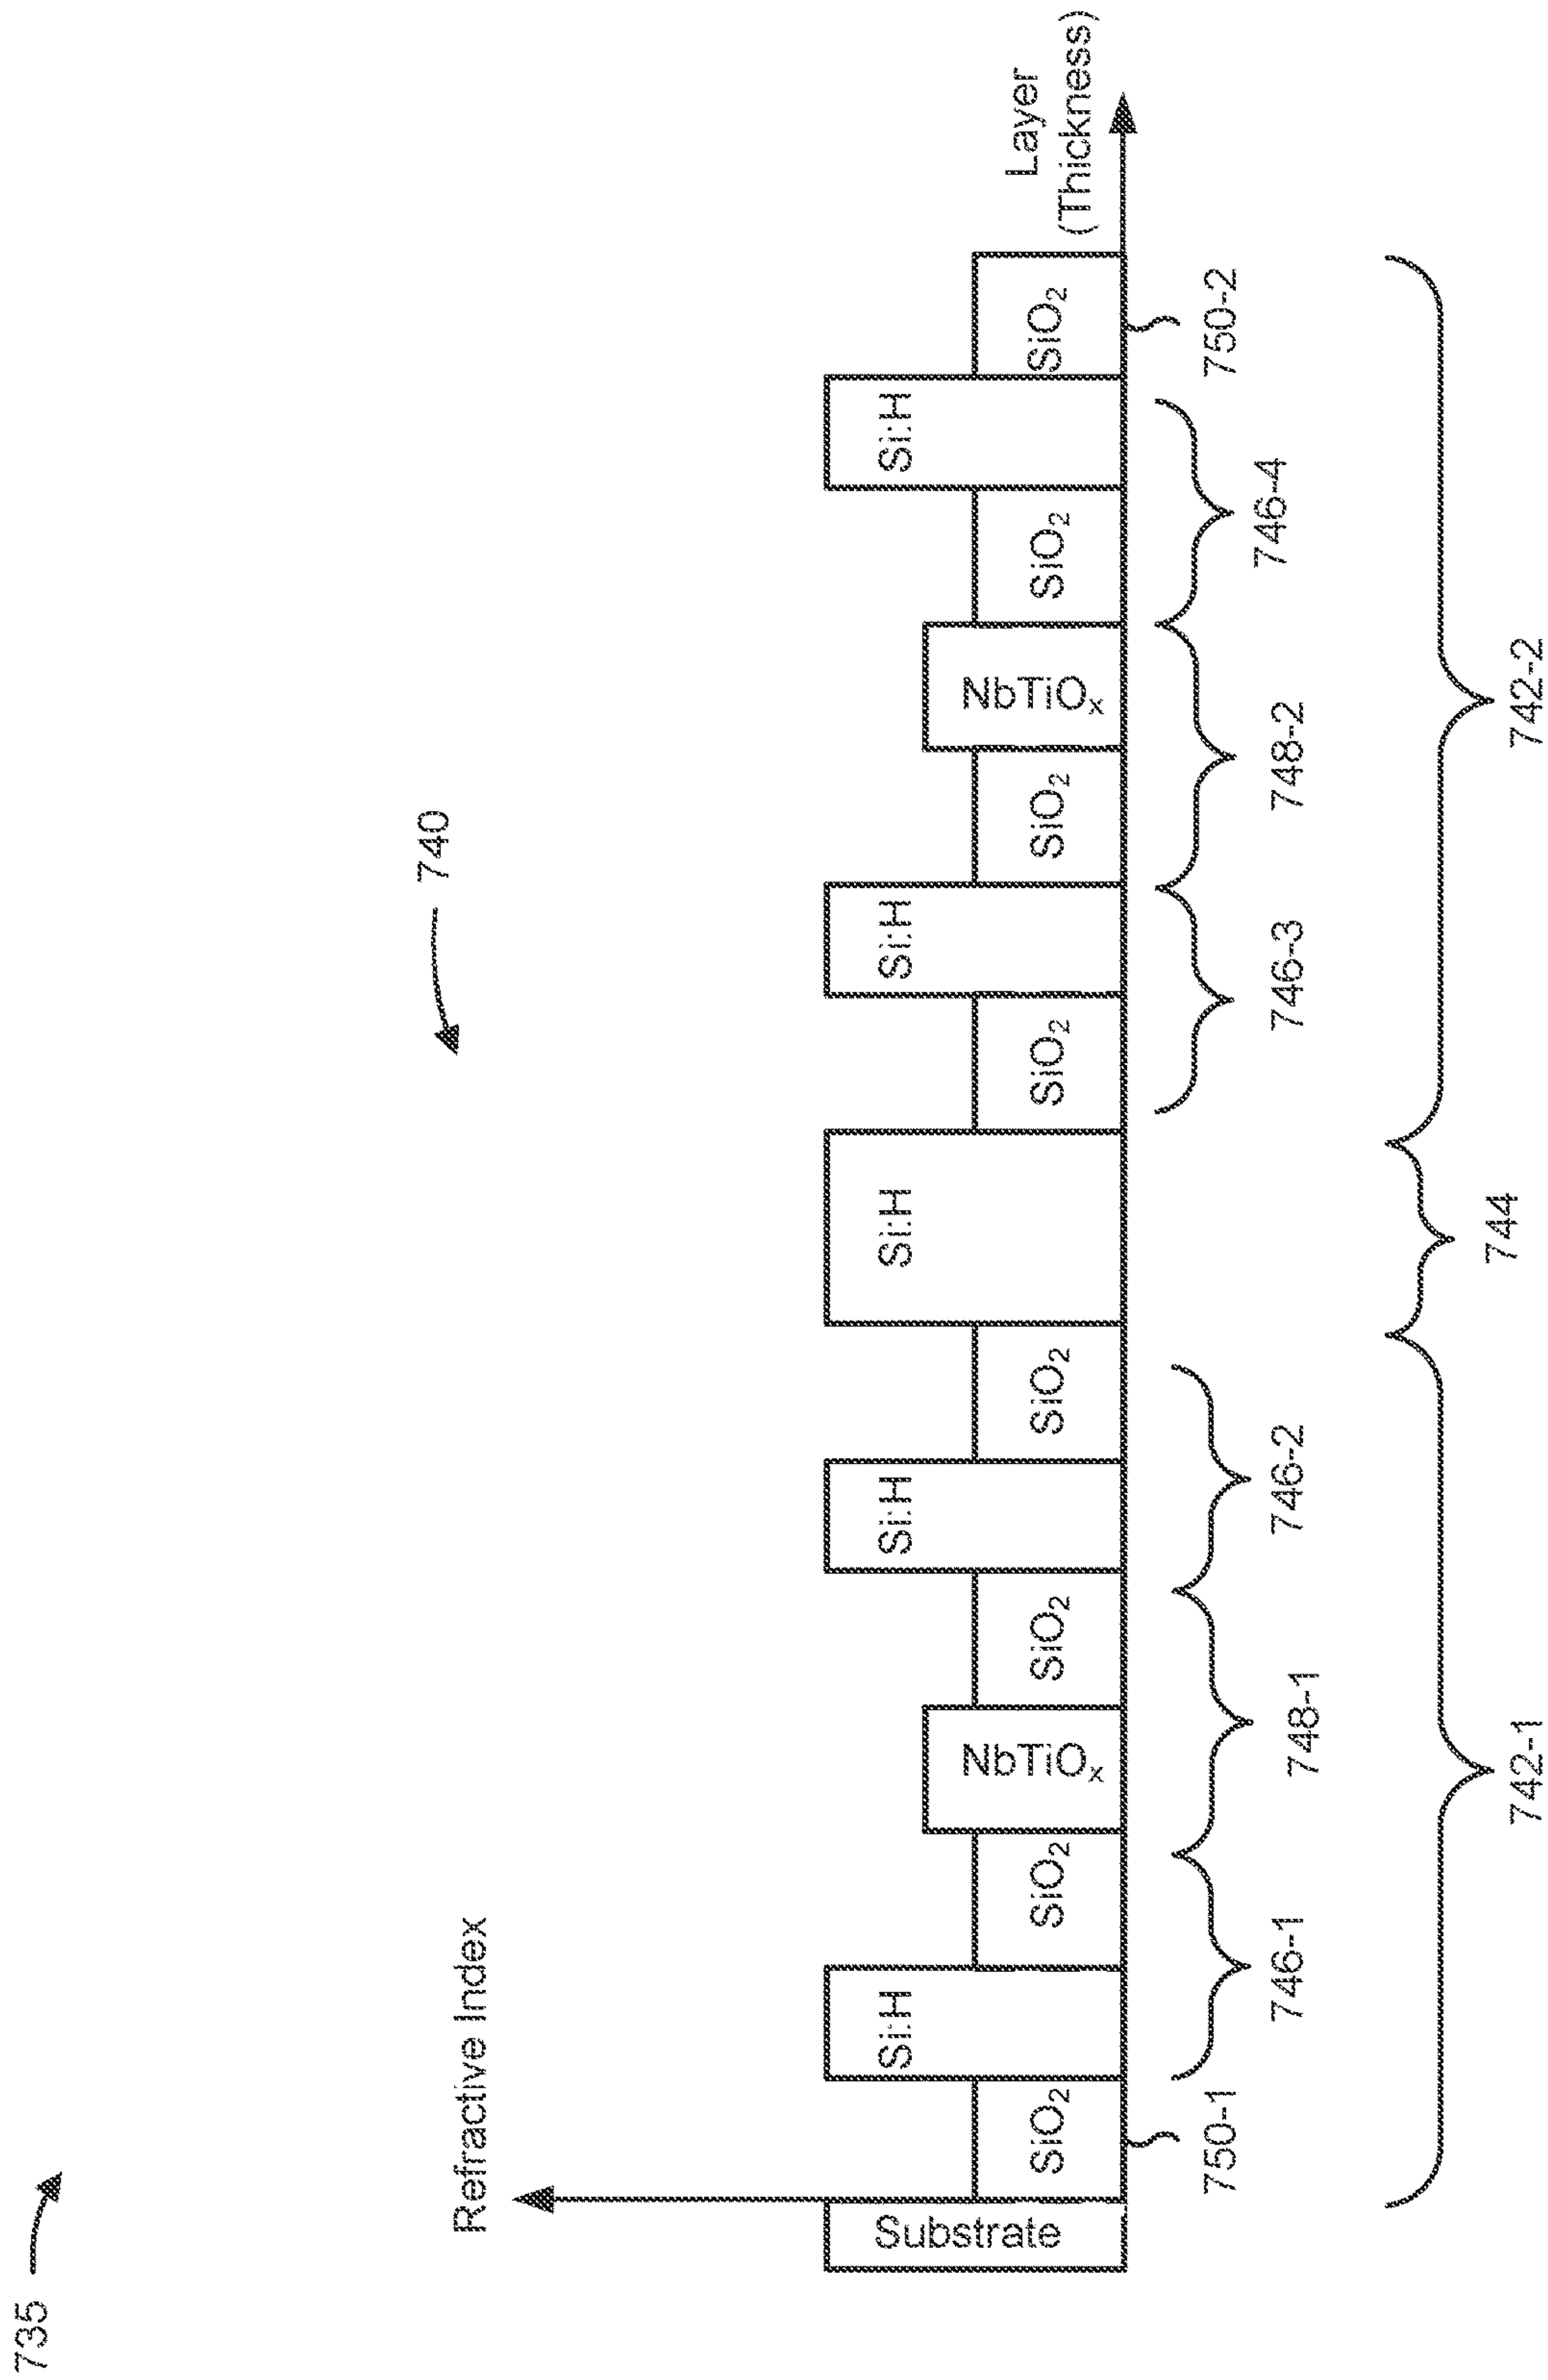 735
740
Refractive Index
Layer
(Thickness)
Substrate
SiO₂
Si:H
SiO₂
NbTiOₓ
SiO₂
Si:H
SiO₂
Si:H
SiO₂
Si:H
SiO₂
NbTiOₓ
SiO₂
Si:H
SiO₂
750-1
746-1
748-1
746-2
746-3
748-2
746-4
750-2
742-1
744
742-2